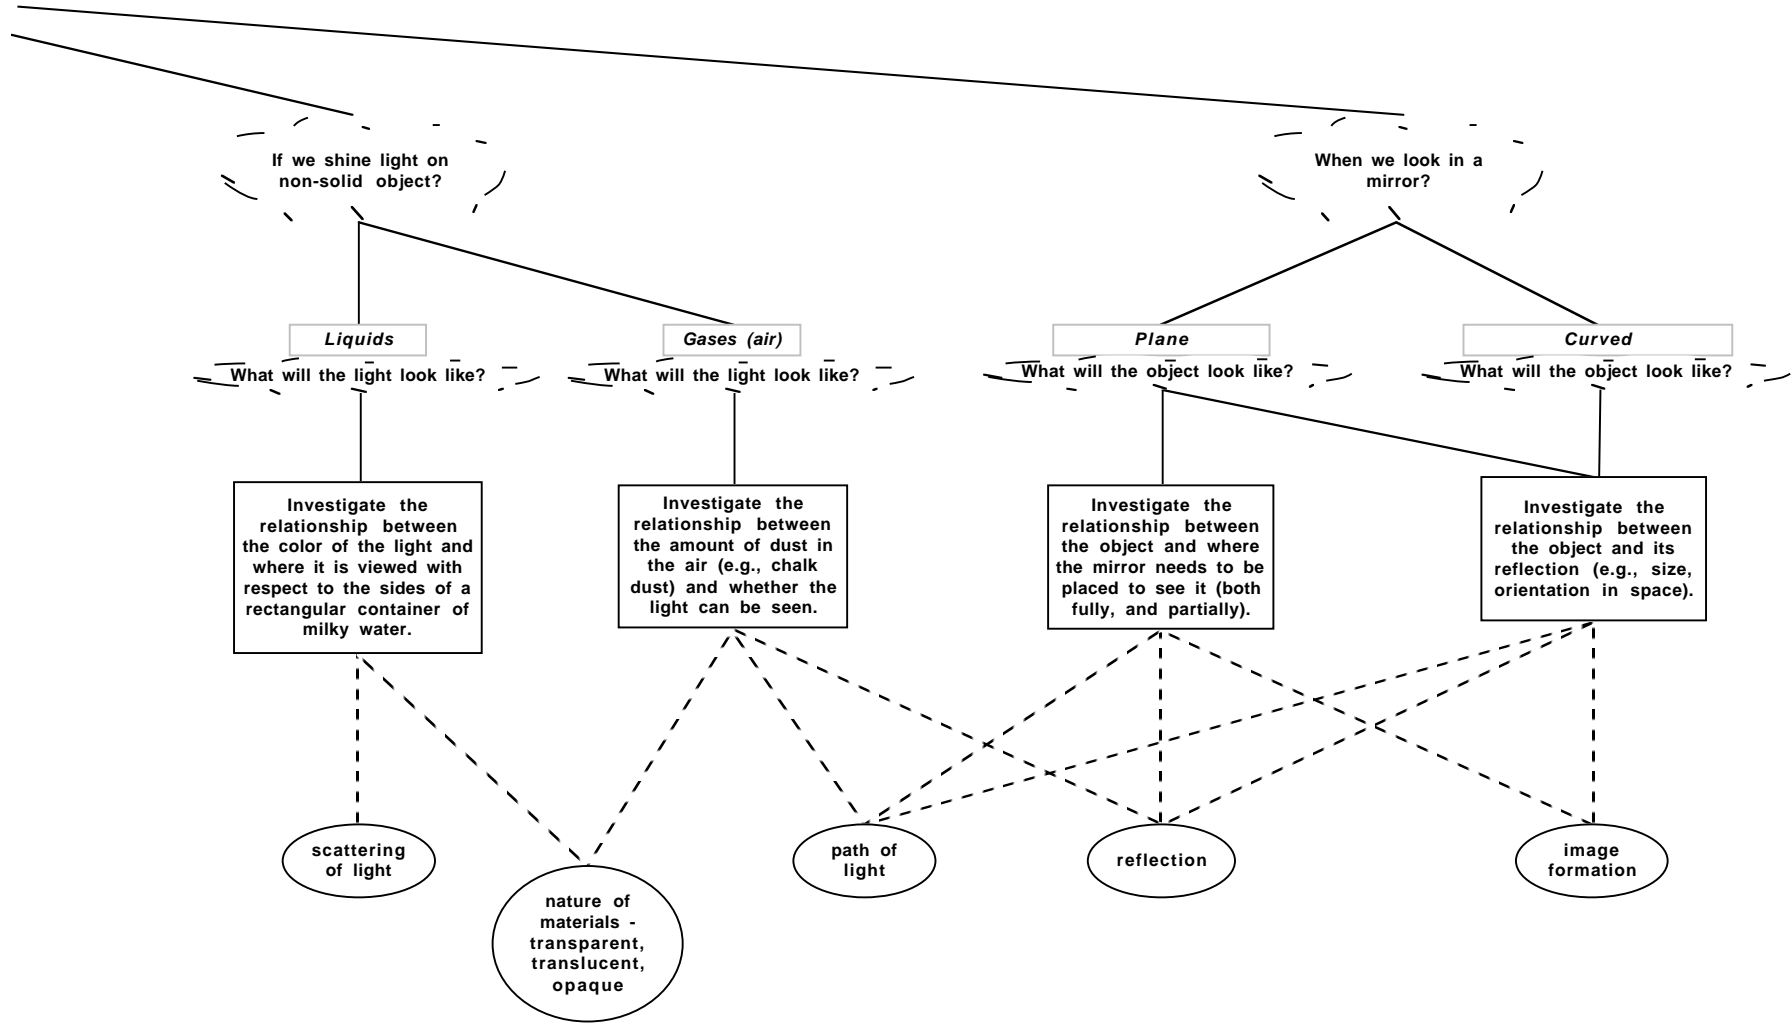 If we shine light on
non-solid object?
When we look in a
mirror?
Liquids
What will the light look like?
Gases (air)
What will the light look like?
Plane
What will the object look like?
Curved
What will the object look like?
Investigate the
relationship between
the color of the light and
where it is viewed with
respect to the sides of a
rectangular container of
milky water.
Investigate the
relationship between
the amount of dust in
the air (e.g., chalk
dust) and whether the
light can be seen.
Investigate the
relationship between
the object and where
the mirror needs to be
placed to see it (both
fully, and partially).
Investigate the
relationship between
the object and its
reflection (e.g., size,
orientation in space).
scattering
of light
nature of
materials -
transparent,
translucent,
opaque
path of
light
reflection
image
formation